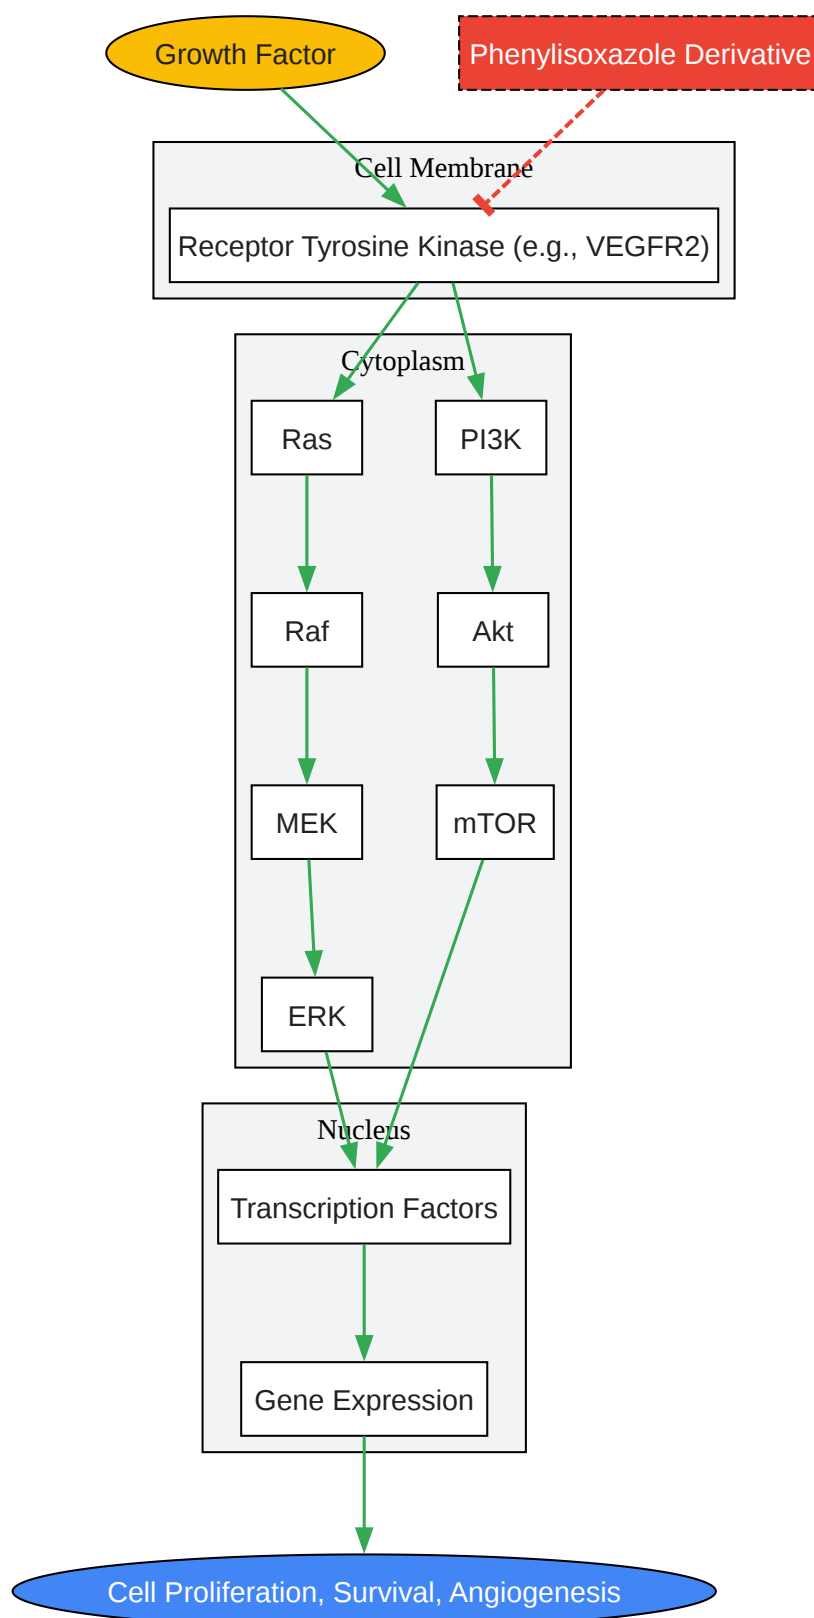 Growth Factor
Phenylisoxazole Derivative
Cell Membrane
Receptor Tyrosine Kinase (e.g., VEGFR2)
Cytoplasm
Ras
PI3K
Raf
Akt
MEK
mTOR
ERK
Nucleus
Transcription Factors
Gene Expression
Cell Proliferation, Survival, Angiogenesis